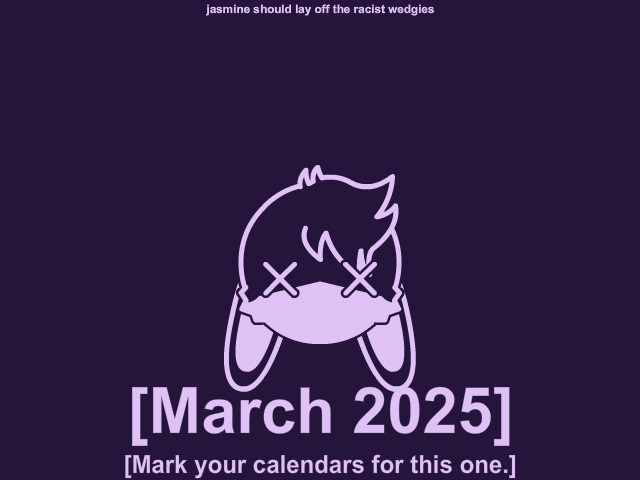 jasmine should lay off the racist wedgies
[March 2025]
[Mark your calendars for this one.]